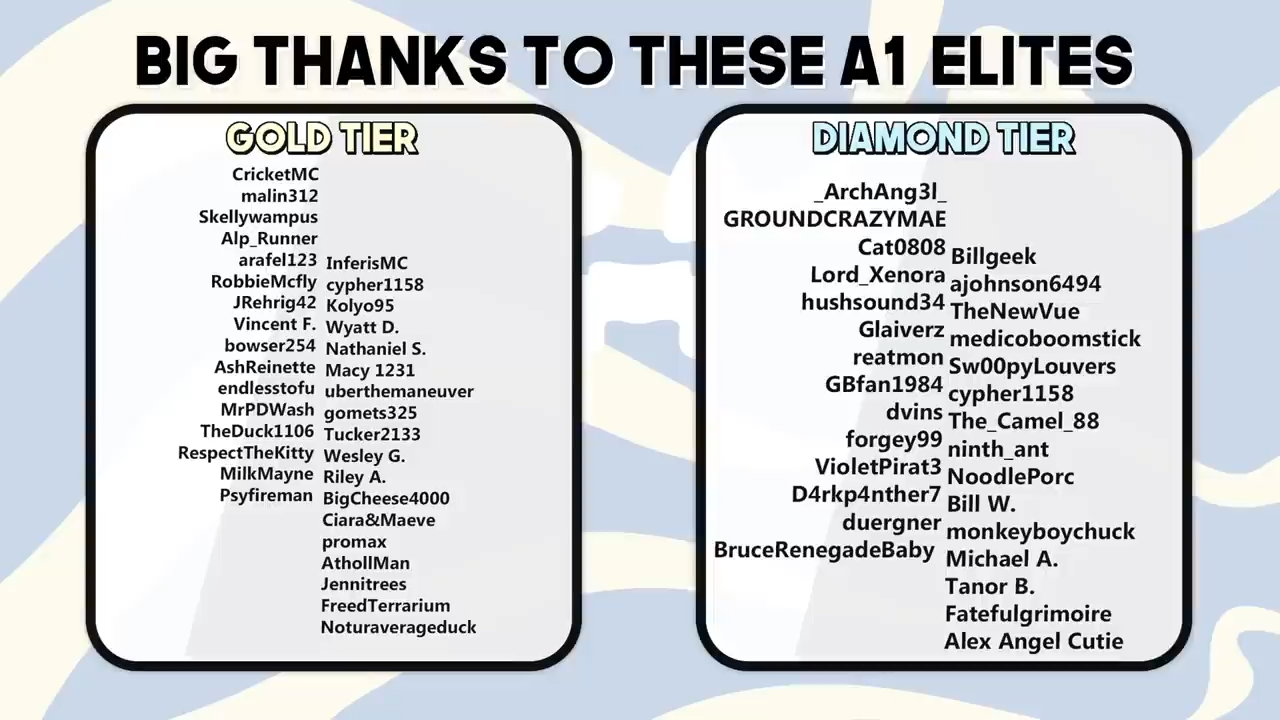 BIG THANKS TO THESE A1 ELITES
GOLD TIER
CricketMC
malin312
Skellywampus
Alp_Runner
arafel123
RobbieMcfly
JRehrig42
Vincent F.
bowser254
AshReinette
endlesstofu
MrPDWash
TheDuck1106
RespectTheKitty
MilkMayne
Psyfireman
InferisMC
cypher1158
Kolyo95
Wyatt D.
Nathaniel S.
Macy 1231
uberthemaneuver
gomets325
Tucker2133
Wesley G.
Riley A.
BigCheese4000
Ciara&Maeve
promax
AthollMan
Jennitrees
FreedTerrarium
Noturaverageduck
DIAMOND TIER
_ArchAng3l_
GROUNDCRAZYMAE
Cat0808
Lord_Xenora
hushsound34
Glaiverz
reatmon
GBfan1984
dvins
forgey99
VioletPirat3
D4rkp4nther7
duergner
BruceRenegadeBaby
Billgeek
ajohnson6494
TheNewVue
medicoboomstick
Sw00pyLouvers
cypher1158
The_Camel_88
ninth_ant
NoodlePorc
Bill W.
monkeyboychuck
Michael A.
Tanor B.
Fatefulgrimoire
Alex Angel Cutie